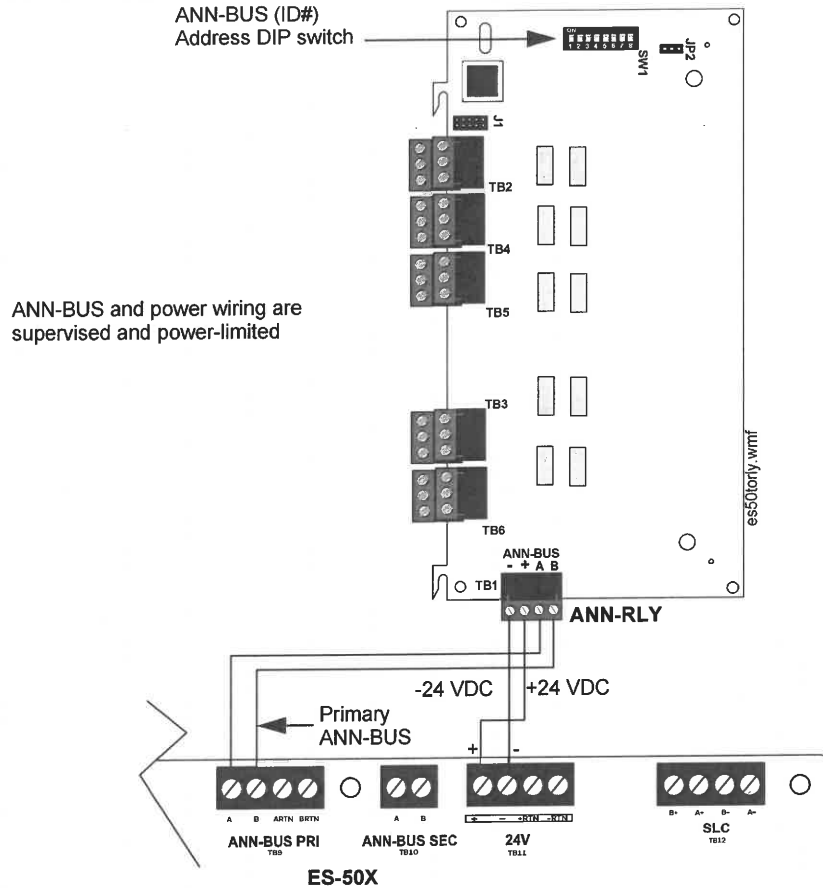 ANN-BUS (ID#)
Address DIP switch
ON
1 2 3 4 5 6 7 8
SW1
JP2
J1
TB2
TB4
TB5
ANN-BUS and power wiring are
supervised and power-limited
TB3
TB6
es50torly.wmf
ANN-BUS
- + A B
TB1
ANN-RLY
-24 VDC
+24 VDC
Primary
ANN-BUS
+ -
A B ARTN BRTN
ANN-BUS PRI
TB9
A B
ANN-BUS SEC
TB10
+ - +RTN -RTN
24V
TB11
B+ A+ B- A-
SLC
TB12
ES-50X